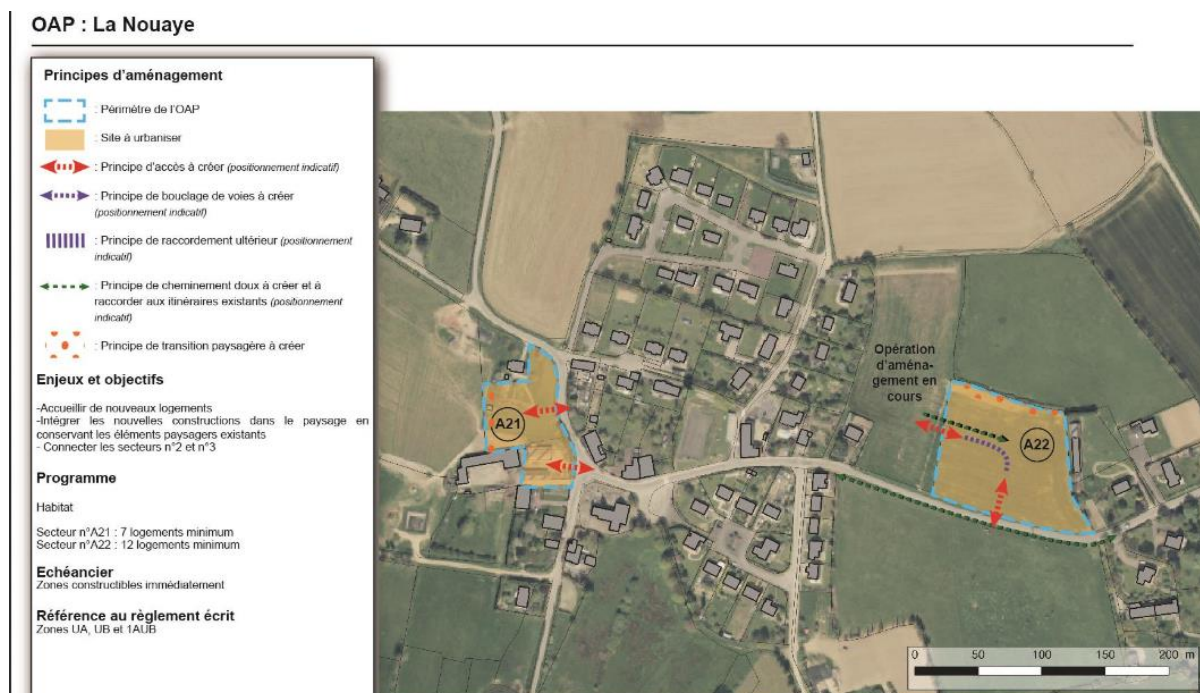 OAP : La Nouaye
Principes d'aménagement
: Périmètre de l'OAP
: Site à urbaniser
: Principe d'accès à créer (positionnement indicatif)
: Principe de bouclage de voies à créer
(positionnement indicatif)
: Principe de raccordement ultérieur (positionnement
indicatif)
: Principe de cheminement doux à créer et à
raccorder aux itinéraires existants (positionnement
indicatif)
: Principe de transition paysagère à créer
Enjeux et objectifs
-Accueillir de nouveaux logements
-Intégrer les nouvelles constructions dans le paysage en
conservant les éléments paysagers existants
- Connecter les secteurs n°2 et n°3
Programme
Habitat
Secteur n°A21 : 7 logements minimum
Secteur n°A22 : 12 logements minimum
Echéancier
Zones constructibles immédiatement
Référence au règlement écrit
Zones UA, UB et 1AUB
A21
Opération
d'aména-
gement en
cours
A22
0 50 100 150 200 m